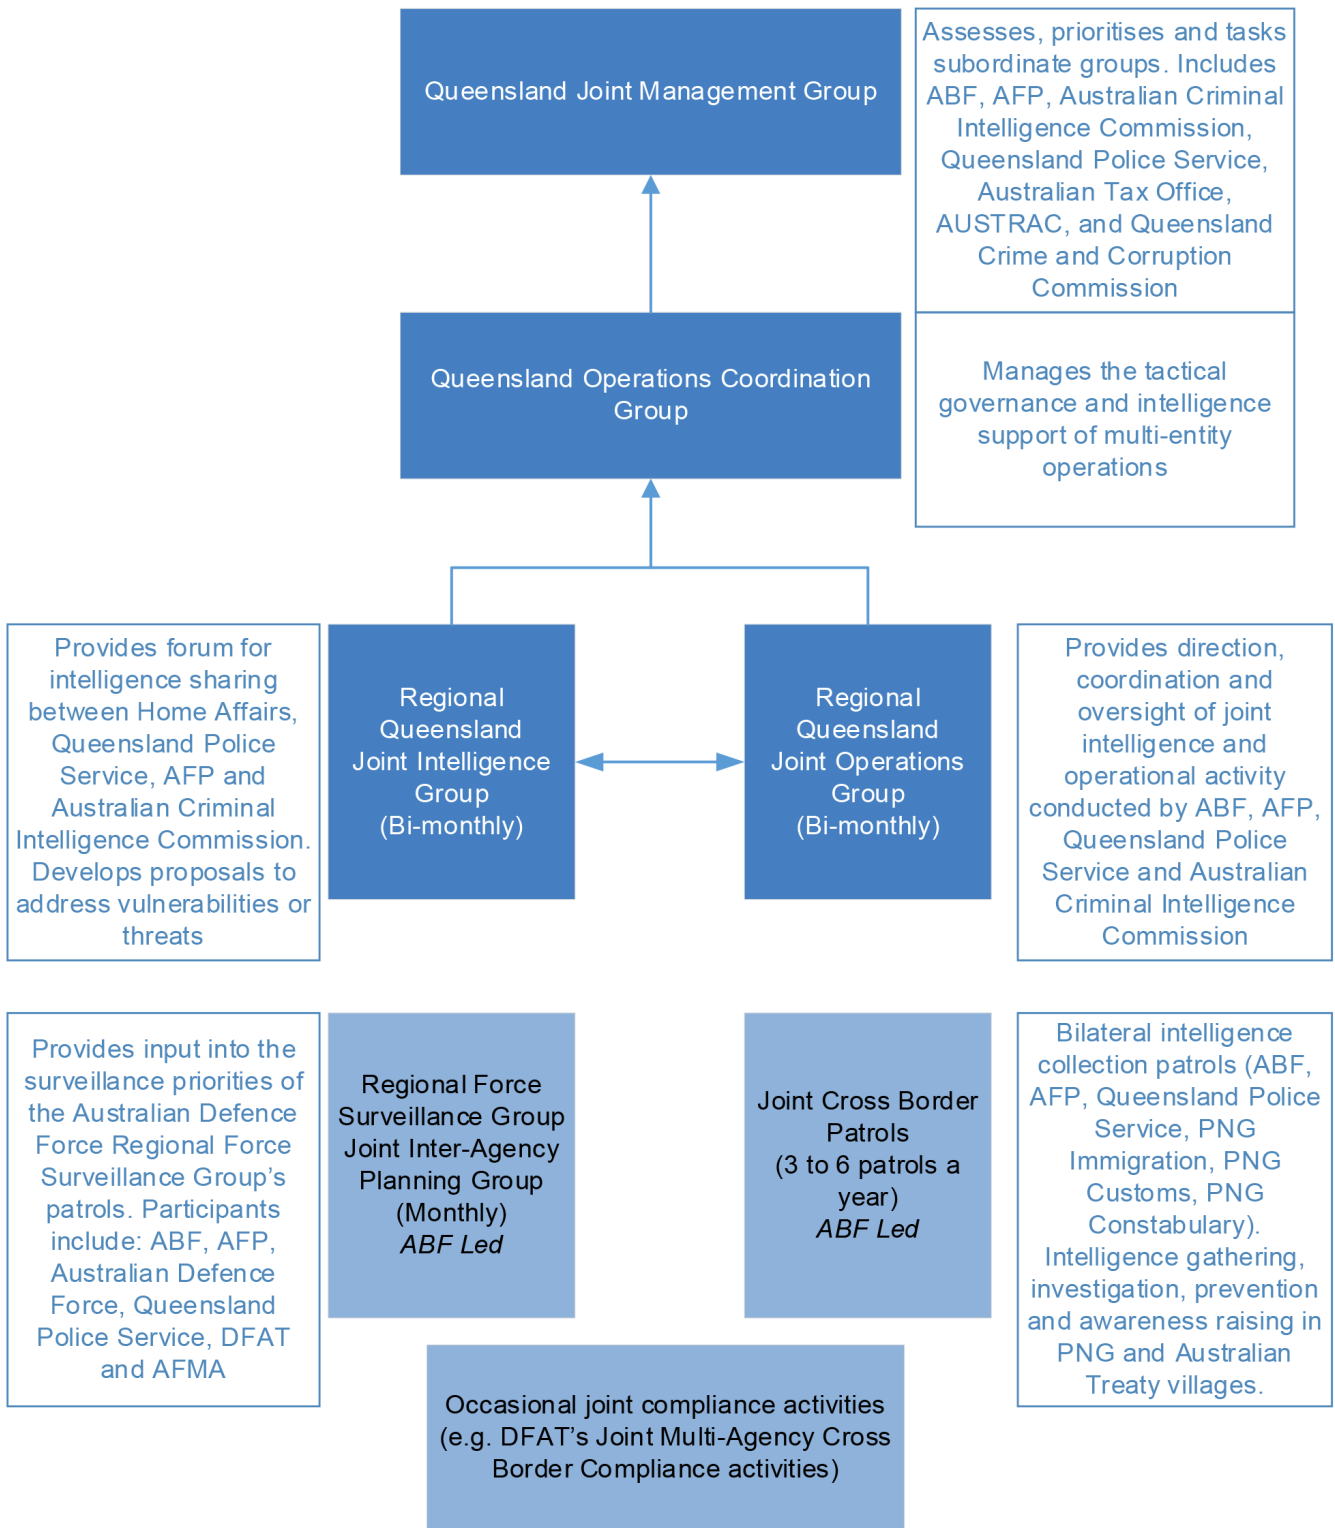 Queensland Joint Management Group
Assesses, prioritises and tasks
subordinate groups. Includes
ABF, AFP, Australian Criminal
Intelligence Commission,
Queensland Police Service,
Australian Tax Office,
AUSTRAC, and Queensland
Crime and Corruption
Commission
Queensland Operations Coordination
Group
Manages the tactical
governance and intelligence
support of multi-entity
operations
Provides forum for
intelligence sharing
between Home Affairs,
Queensland Police
Service, AFP and
Australian Criminal
Intelligence Commission.
Develops proposals to
address vulnerabilities or
threats
Regional
Queensland
Joint Intelligence
Group
(Bi-monthly)
Regional
Queensland
Joint Operations
Group
(Bi-monthly)
Provides direction,
coordination and
oversight of joint
intelligence and
operational activity
conducted by ABF, AFP,
Queensland Police
Service and Australian
Criminal Intelligence
Commission
Provides input into the
surveillance priorities of
the Australian Defence
Force Regional Force
Surveillance Group’s
patrols. Participants
include: ABF, AFP,
Australian Defence
Force, Queensland
Police Service, DFAT
and AFMA
Regional Force
Surveillance Group
Joint Inter-Agency
Planning Group
(Monthly)
ABF Led
Joint Cross Border
Patrols
(3 to 6 patrols a
year)
ABF Led
Bilateral intelligence
collection patrols (ABF,
AFP, Queensland Police
Service, PNG
Immigration, PNG
Customs, PNG
Constabulary).
Intelligence gathering,
investigation, prevention
and awareness raising in
PNG and Australian
Treaty villages.
Occasional joint compliance activities
(e.g. DFAT’s Joint Multi-Agency Cross
Border Compliance activities)